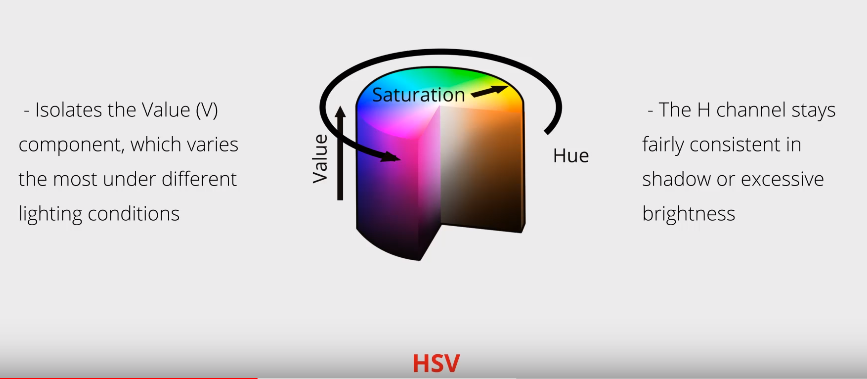 - Isolates the Value (V)
component, which varies
the most under different
lighting conditions
Saturation
Value
Hue
- The H channel stays
fairly consistent in
shadow or excessive
brightness
HSV